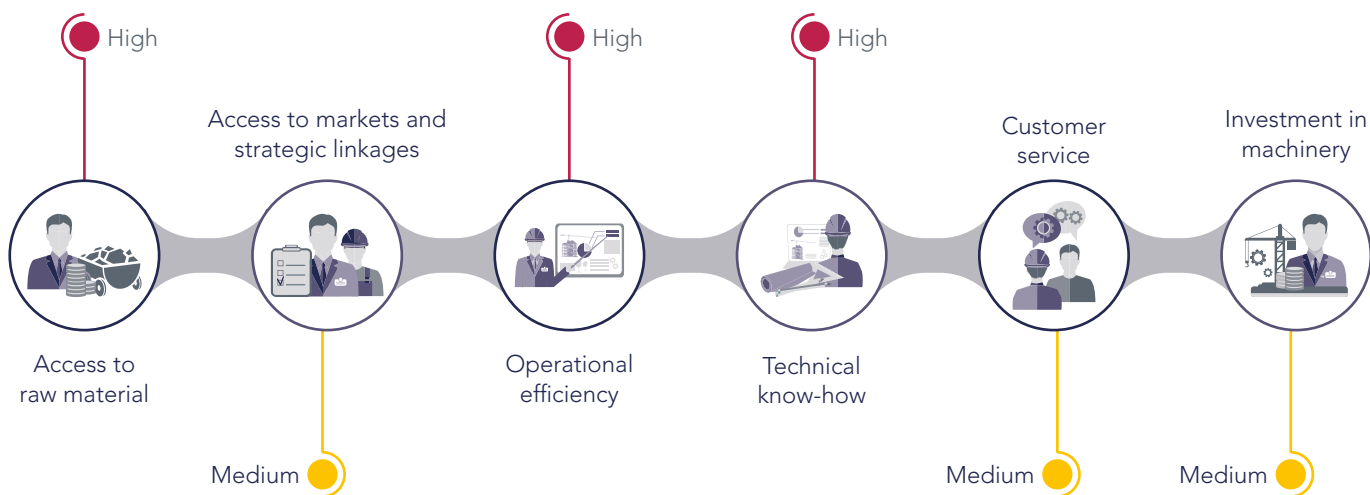 High
High
High
Access to markets and
strategic linkages
Customer
service
Investment in
machinery
Access to
raw material
Operational
efficiency
Technical
know-how
Medium
Medium
Medium